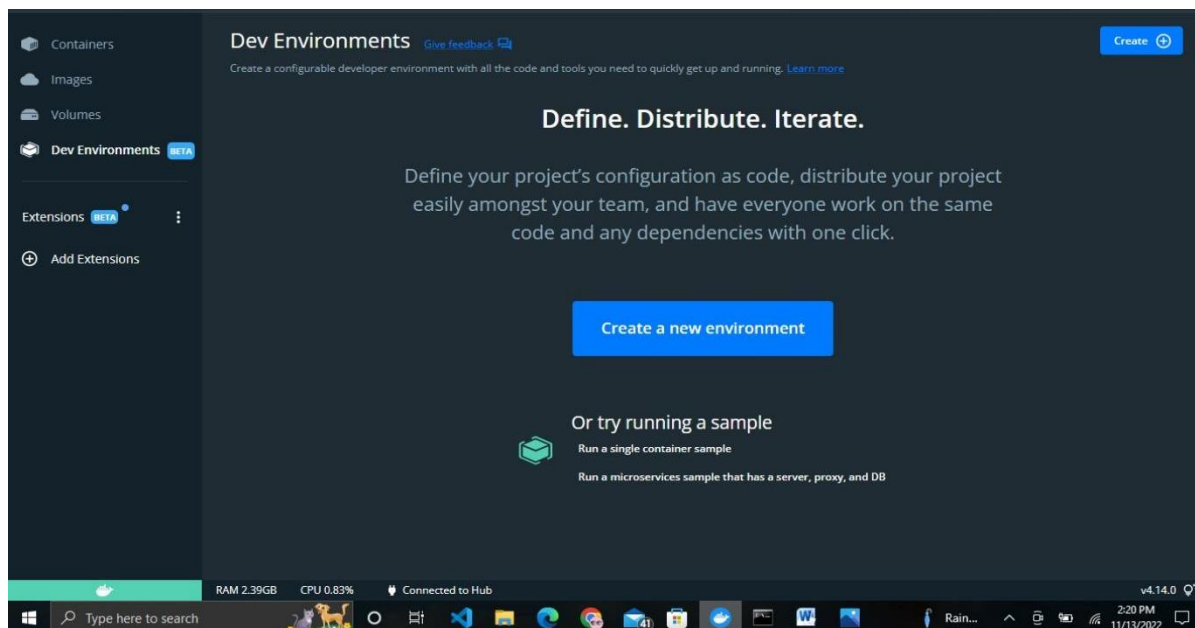 Containers
Images
Volumes
Dev Environments BETA
Extensions BETA
Add Extensions
Dev Environments Give feedback
Create
Create a configurable developer environment with all the code and tools you need to quickly get up and running. Learn more
Define. Distribute. Iterate.
Define your project's configuration as code, distribute your project
easily amongst your team, and have everyone work on the same
code and any dependencies with one click.
Create a new environment
Or try running a sample
Run a single container sample
Run a microservices sample that has a server, proxy, and DB
RAM 2.39GB CPU 0.83% Connected to Hub v4.14.0
Type here to search 41 W Rain... 2:20 PM
11/13/2022